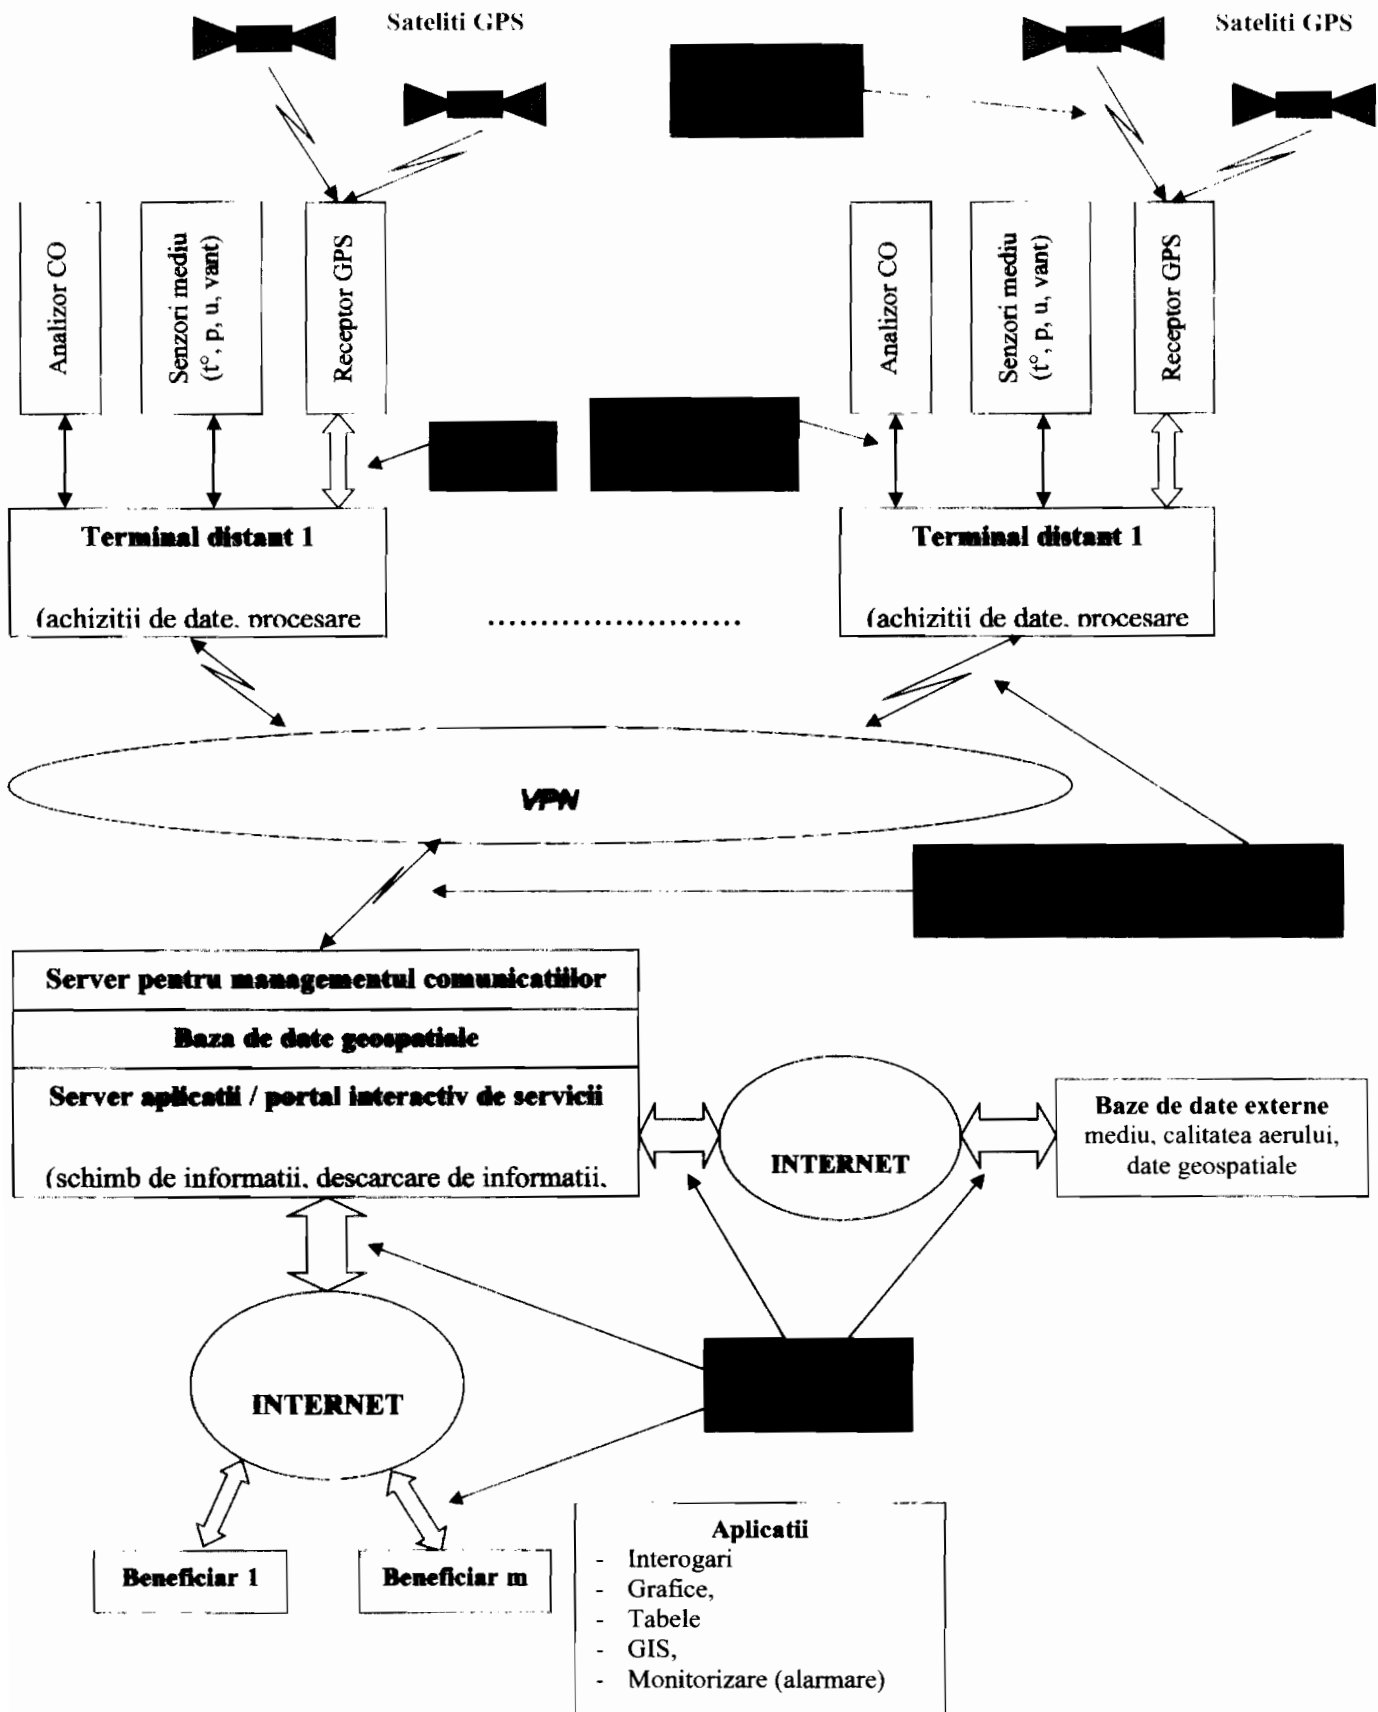 Sateliti GPS
Sateliti GPS
Analizor CO
Senzori mediu
(t°, p, u, vant)
Receptor GPS
Analizor CO
Senzori mediu
(t°, p, u, vant)
Receptor GPS
Terminal distant 1
(achizitii de date, procesare
.........................
Terminal distant 1
(achizitii de date, procesare
VPN
Server pentru managementul comunicatiilor
Baza de date geospatiale
Server aplicatii / portal interactiv de servicii
(schimb de informatii, descarcare de informatii,
INTERNET
Baze de date externe
mediu, calitatea aerului,
date geospatiale
INTERNET
Beneficiar 1
Beneficiar m
Aplicatii
- Interogari
- Grafice,
- Tabele
- GIS,
- Monitorizare (alarmare)